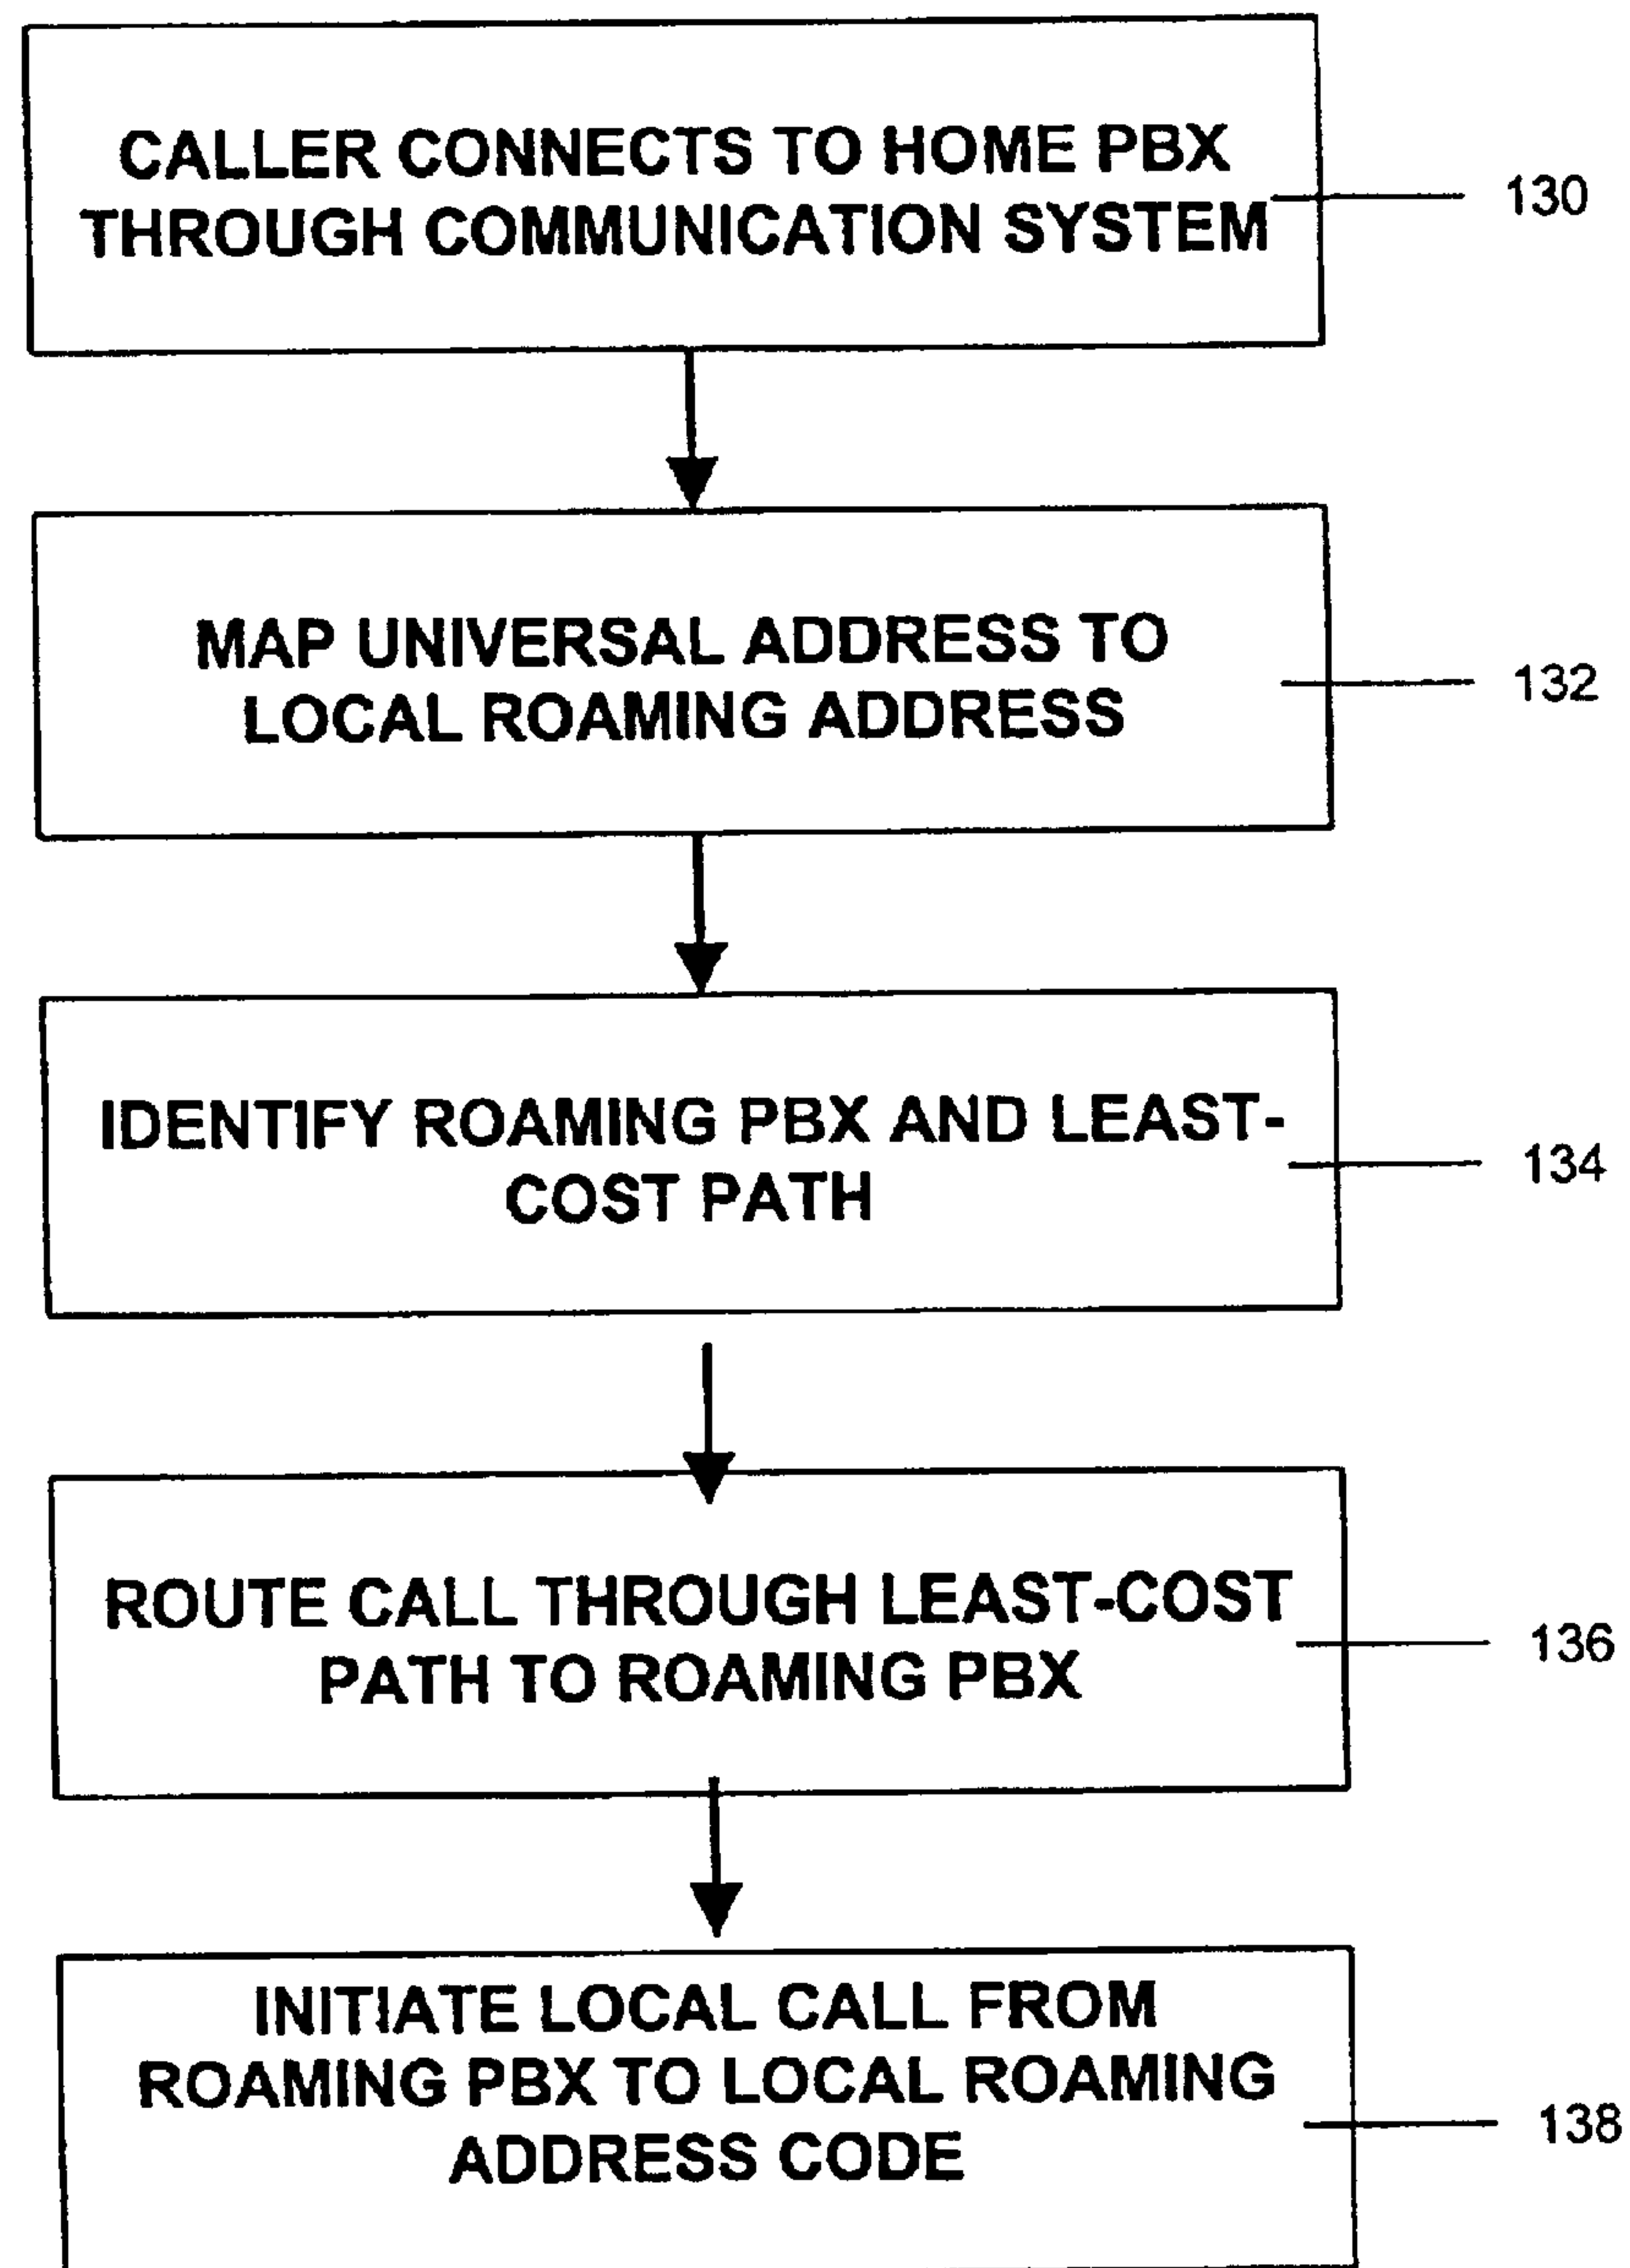 CALLER CONNECTS TO HOME PBX
THROUGH COMMUNICATION SYSTEM
130
MAP UNIVERSAL ADDRESS TO
LOCAL ROAMING ADDRESS
132
IDENTIFY ROAMING PBX AND LEAST-
COST PATH
134
ROUTE CALL THROUGH LEAST-COST
PATH TO ROAMING PBX
136
INITIATE LOCAL CALL FROM
ROAMING PBX TO LOCAL ROAMING
ADDRESS CODE
138